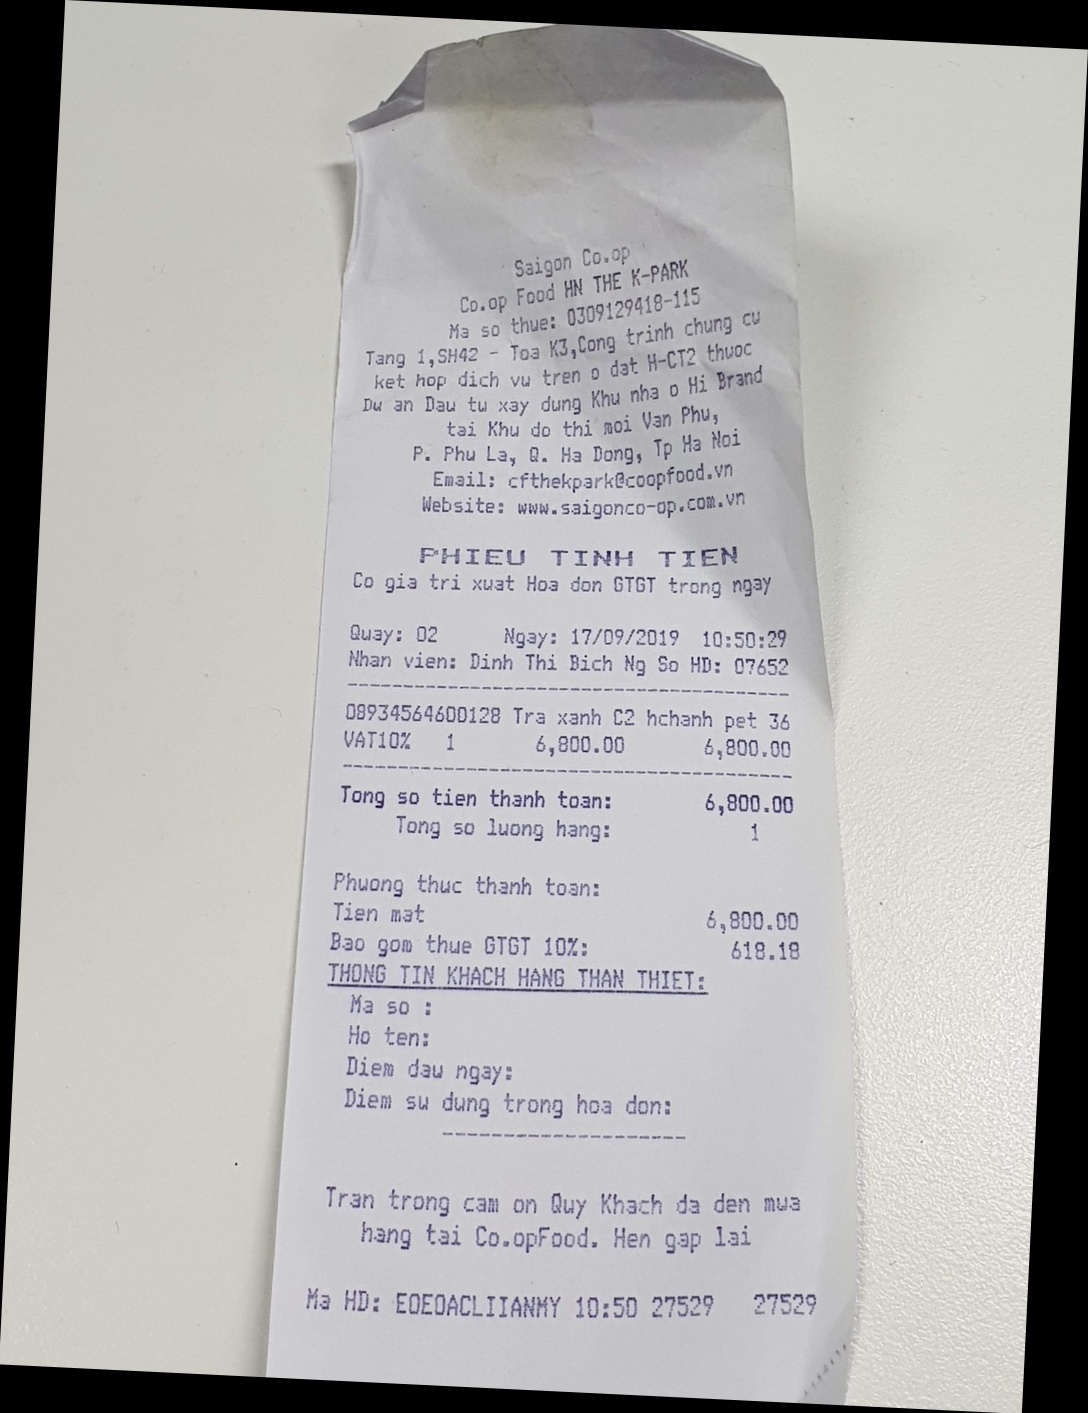 Saigon Co.op
Co.op Food HN THE K-PARK
Ma so thue: 0309129418-115
Tang 1,SH42 - Toa K3,Cong trinh chung cu
ket hop dich vu tren o dat H-CT2 thuoc
Du an Dau tu xay dung Khu nha o Hi Brand
tai Khu do thi moi Van Phu,
P. Phu La, Q. Ha Dong, Tp Ha Noi
Email: cfthekpark@coopfood.vn
Website: www.saigonco-op.com.vn
PHIEU TINH TIEN
Co gia tri xuat Hoa don GTGT trong ngay
Quay: 02 Ngay: 17/09/2019 10:50:29
Nhan vien: Dinh Thi Bich Ng So HD: 07652
----------------------------------------
08934564600128 Tra xanh C2 hchanh pet 36
VAT10% 1 6,800.00 6,800.00
----------------------------------------
Tong so tien thanh toan: 6,800.00
Tong so luong hang: 1
Phuong thuc thanh toan:
Tien mat 6,800.00
Bao gom thue GTGT 10%: 618.18
THONG TIN KHACH HANG THAN THIET:
Ma so :
Ho ten:
Diem dau ngay:
Diem su dung trong hoa don:
---------------------
Tran trong cam on Quy Khach da den mua
hang tai Co.opFood. Hen gap lai
Ma HD: EOEOACLIIANMY 10:50 27529 27529